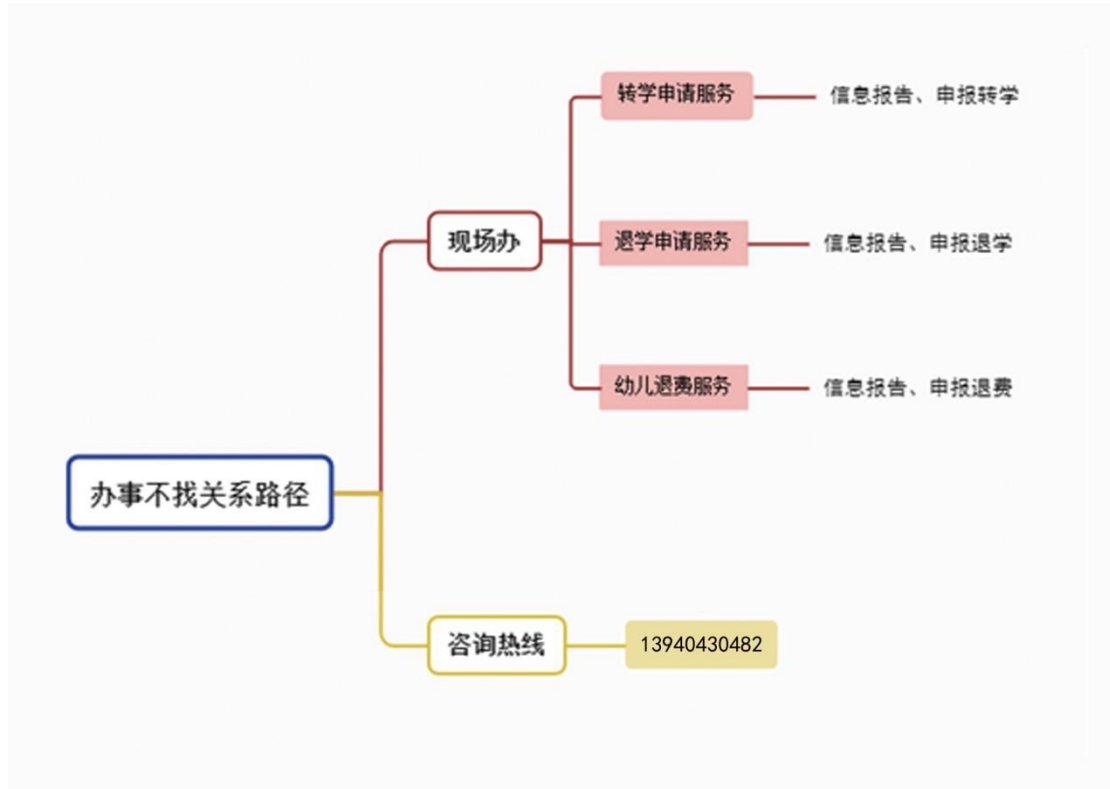 转学申请服务
信息报告、申报转学
现场办
退学申请服务
信息报告、申报退学
幼儿退费服务
信息报告、申报退费
办事不找关系路径
咨询热线
13940430482